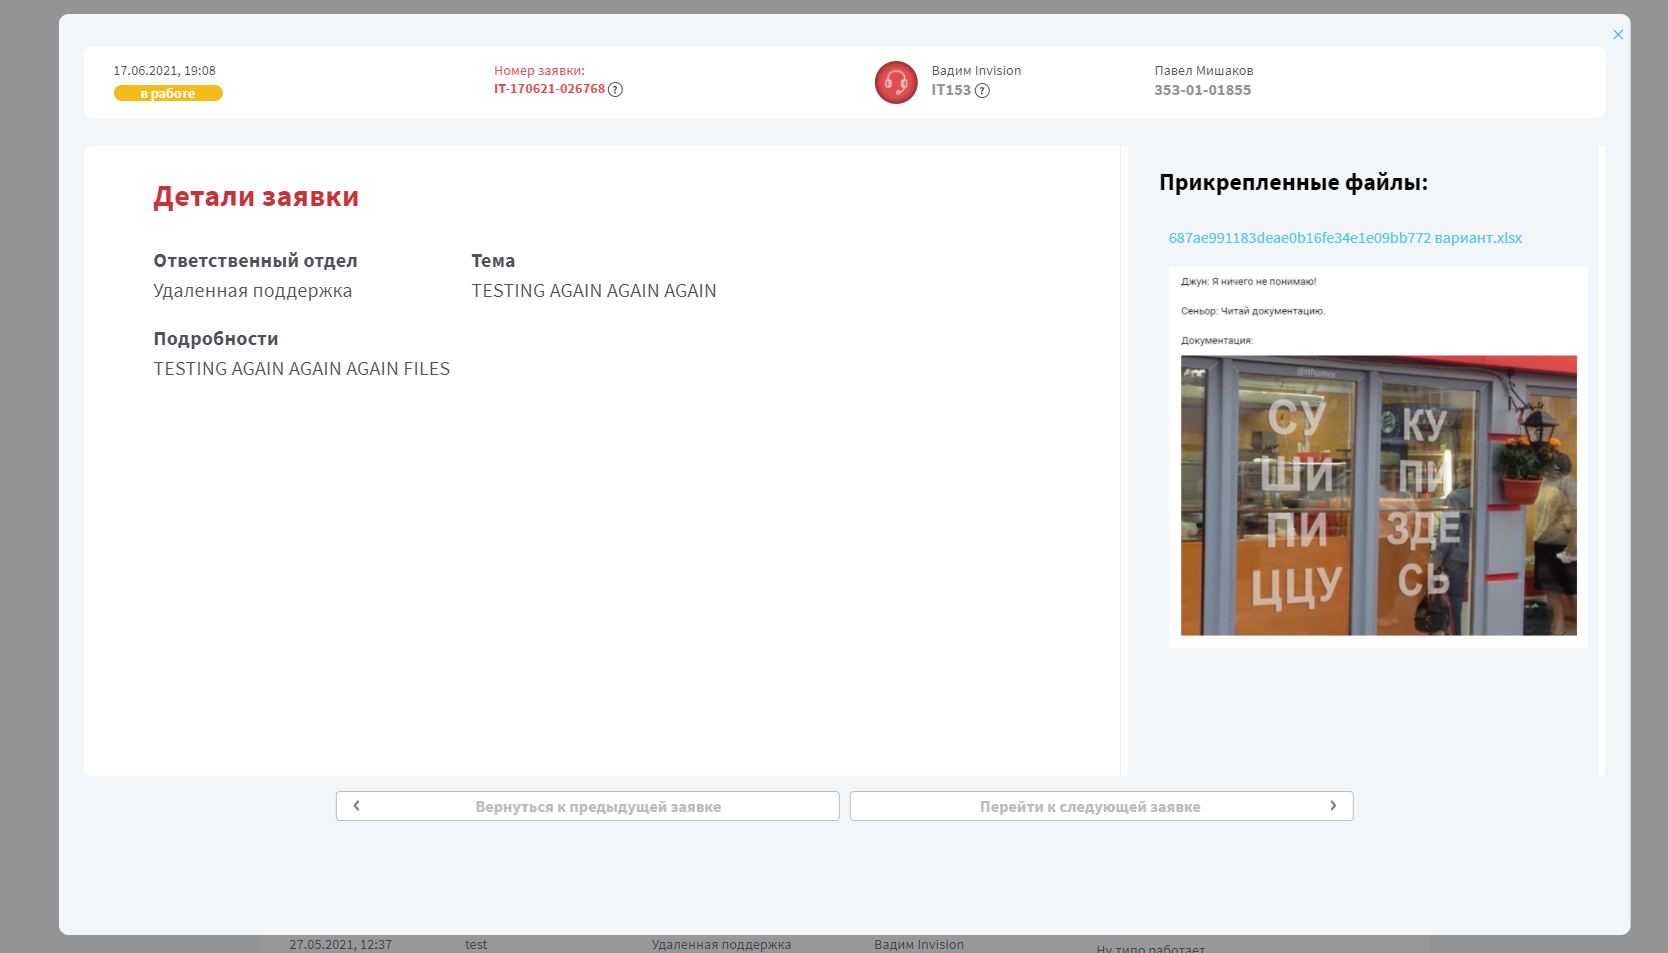 17.06.2021, 19:08
в работе
Номер заявки:
IT-170621-026768
Вадим Invision
IT153
Павел Мишаков
353-01-01855
Детали заявки
Ответственный отдел
Удаленная поддержка
Тема
TESTING AGAIN AGAIN AGAIN
Подробности
TESTING AGAIN AGAIN AGAIN FILES
Прикрепленные файлы:
687ae991183deae0b16fe34e1e09bb772 вариант.xlsx
Джун: Я ничего не понимаю!
Сеньор: Читай документацию.
Документация:
@ithumor
СУ
ШИ
ПИ
ЦЦУ
КУ
ПИ
ЗДЕ
СЬ
Вернуться к предыдущей заявке
Перейти к следующей заявке
27.05.2021, 12:37
test
Удаленная поддержка
Вадим Invision
Ну типо работает